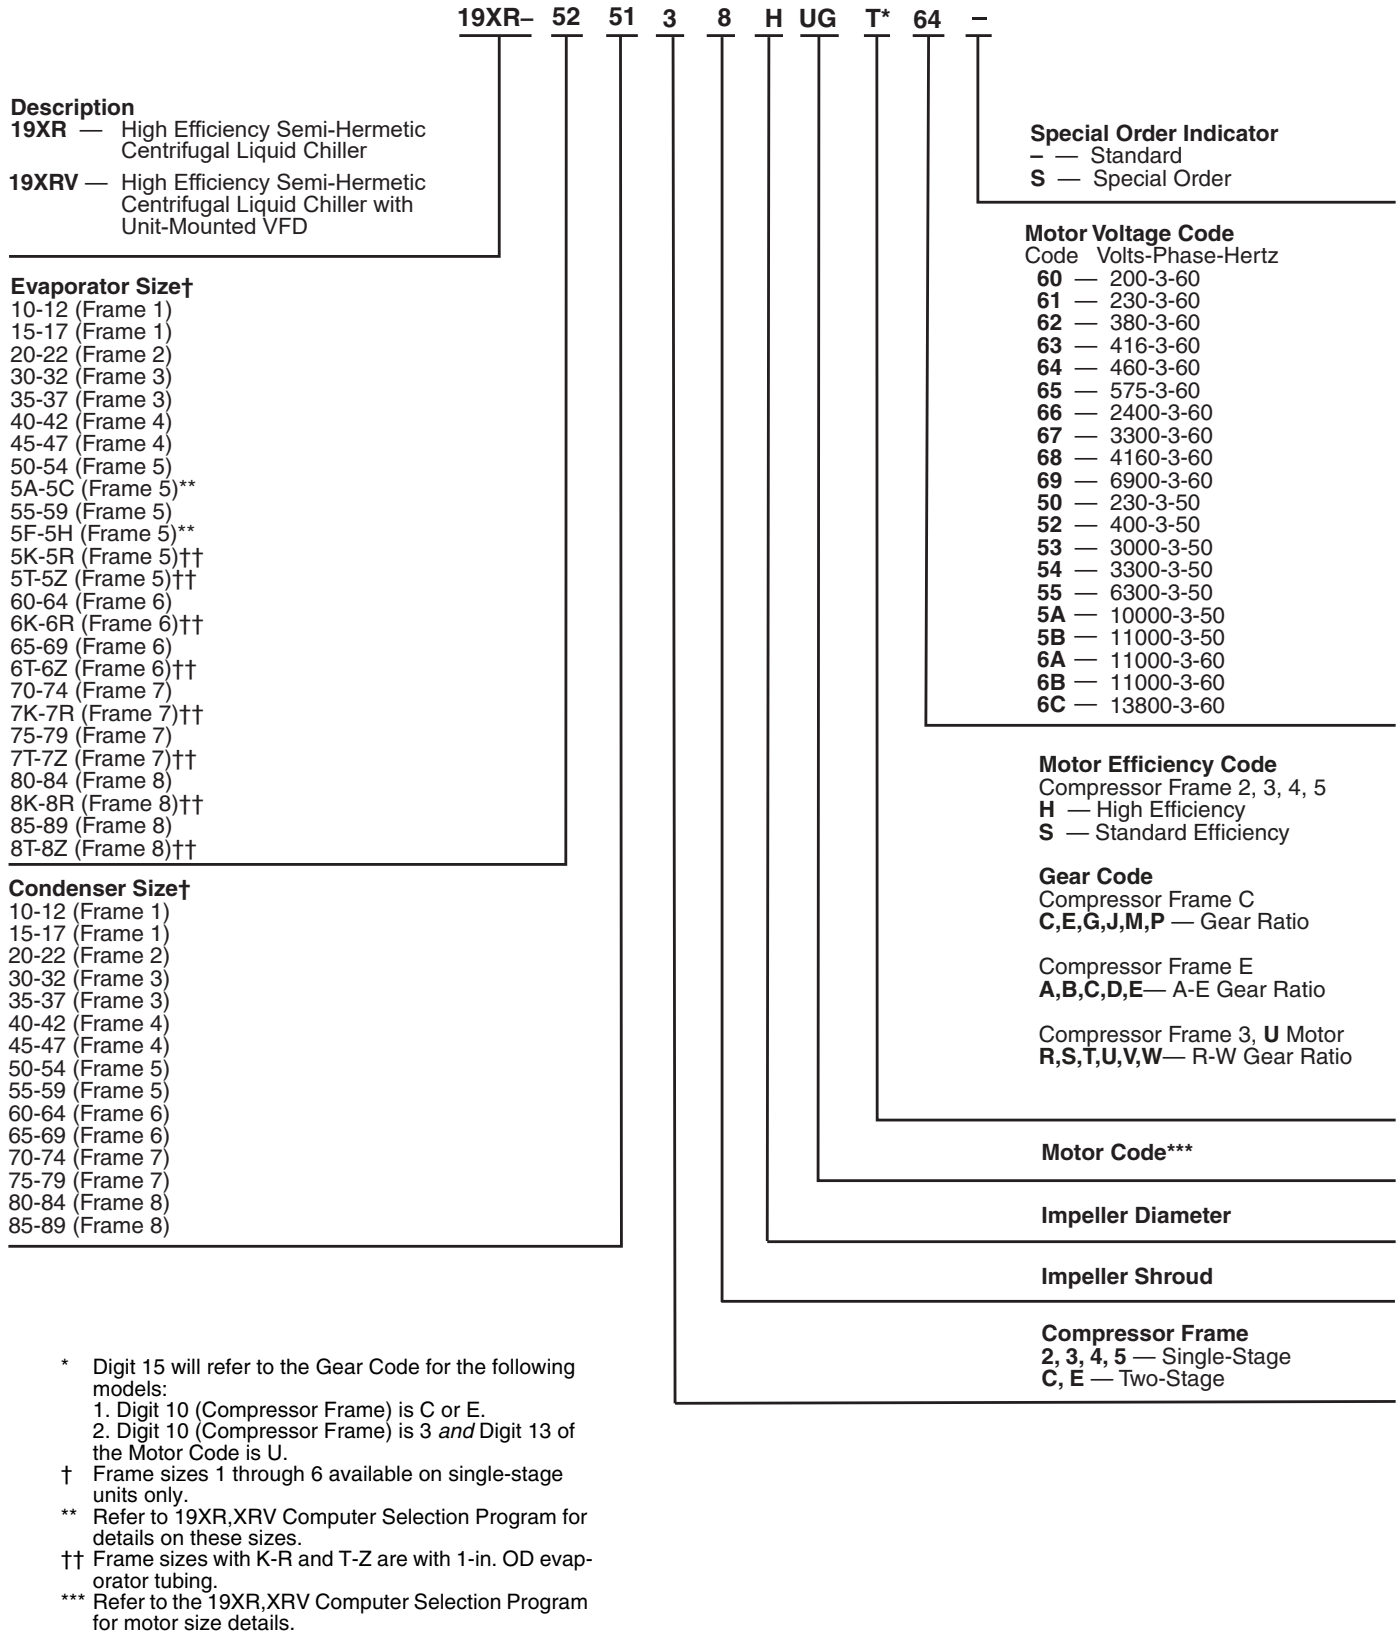 19XR– 52 51 3 8 H UG T* 64 –
Description
19XR — High Efficiency Semi-Hermetic
Centrifugal Liquid Chiller
19XRV — High Efficiency Semi-Hermetic
Centrifugal Liquid Chiller with
Unit-Mounted VFD
Evaporator Size†
10-12 (Frame 1)
15-17 (Frame 1)
20-22 (Frame 2)
30-32 (Frame 3)
35-37 (Frame 3)
40-42 (Frame 4)
45-47 (Frame 4)
50-54 (Frame 5)
5A-5C (Frame 5)**
55-59 (Frame 5)
5F-5H (Frame 5)**
5K-5R (Frame 5)††
5T-5Z (Frame 5)††
60-64 (Frame 6)
6K-6R (Frame 6)††
65-69 (Frame 6)
6T-6Z (Frame 6)††
70-74 (Frame 7)
7K-7R (Frame 7)††
75-79 (Frame 7)
7T-7Z (Frame 7)††
80-84 (Frame 8)
8K-8R (Frame 8)††
85-89 (Frame 8)
8T-8Z (Frame 8)††
Condenser Size†
10-12 (Frame 1)
15-17 (Frame 1)
20-22 (Frame 2)
30-32 (Frame 3)
35-37 (Frame 3)
40-42 (Frame 4)
45-47 (Frame 4)
50-54 (Frame 5)
55-59 (Frame 5)
60-64 (Frame 6)
65-69 (Frame 6)
70-74 (Frame 7)
75-79 (Frame 7)
80-84 (Frame 8)
85-89 (Frame 8)
Special Order Indicator
– — Standard
S — Special Order
Motor Voltage Code
Code Volts-Phase-Hertz
60 — 200-3-60
61 — 230-3-60
62 — 380-3-60
63 — 416-3-60
64 — 460-3-60
65 — 575-3-60
66 — 2400-3-60
67 — 3300-3-60
68 — 4160-3-60
69 — 6900-3-60
50 — 230-3-50
52 — 400-3-50
53 — 3000-3-50
54 — 3300-3-50
55 — 6300-3-50
5A — 10000-3-50
5B — 11000-3-50
6A — 11000-3-60
6B — 11000-3-60
6C — 13800-3-60
Motor Efficiency Code
Compressor Frame 2, 3, 4, 5
H — High Efficiency
S — Standard Efficiency
Gear Code
Compressor Frame C
C,E,G,J,M,P — Gear Ratio
Compressor Frame E
A,B,C,D,E— A-E Gear Ratio
Compressor Frame 3, U Motor
R,S,T,U,V,W— R-W Gear Ratio
Motor Code***
Impeller Diameter
Impeller Shroud
Compressor Frame
2, 3, 4, 5 — Single-Stage
C, E — Two-Stage
* Digit 15 will refer to the Gear Code for the following
models:
1. Digit 10 (Compressor Frame) is C or E.
2. Digit 10 (Compressor Frame) is 3 and Digit 13 of
the Motor Code is U.
† Frame sizes 1 through 6 available on single-stage
units only.
** Refer to 19XR,XRV Computer Selection Program for
details on these sizes.
†† Frame sizes with K-R and T-Z are with 1-in. OD evap-
orator tubing.
*** Refer to the 19XR,XRV Computer Selection Program
for motor size details.